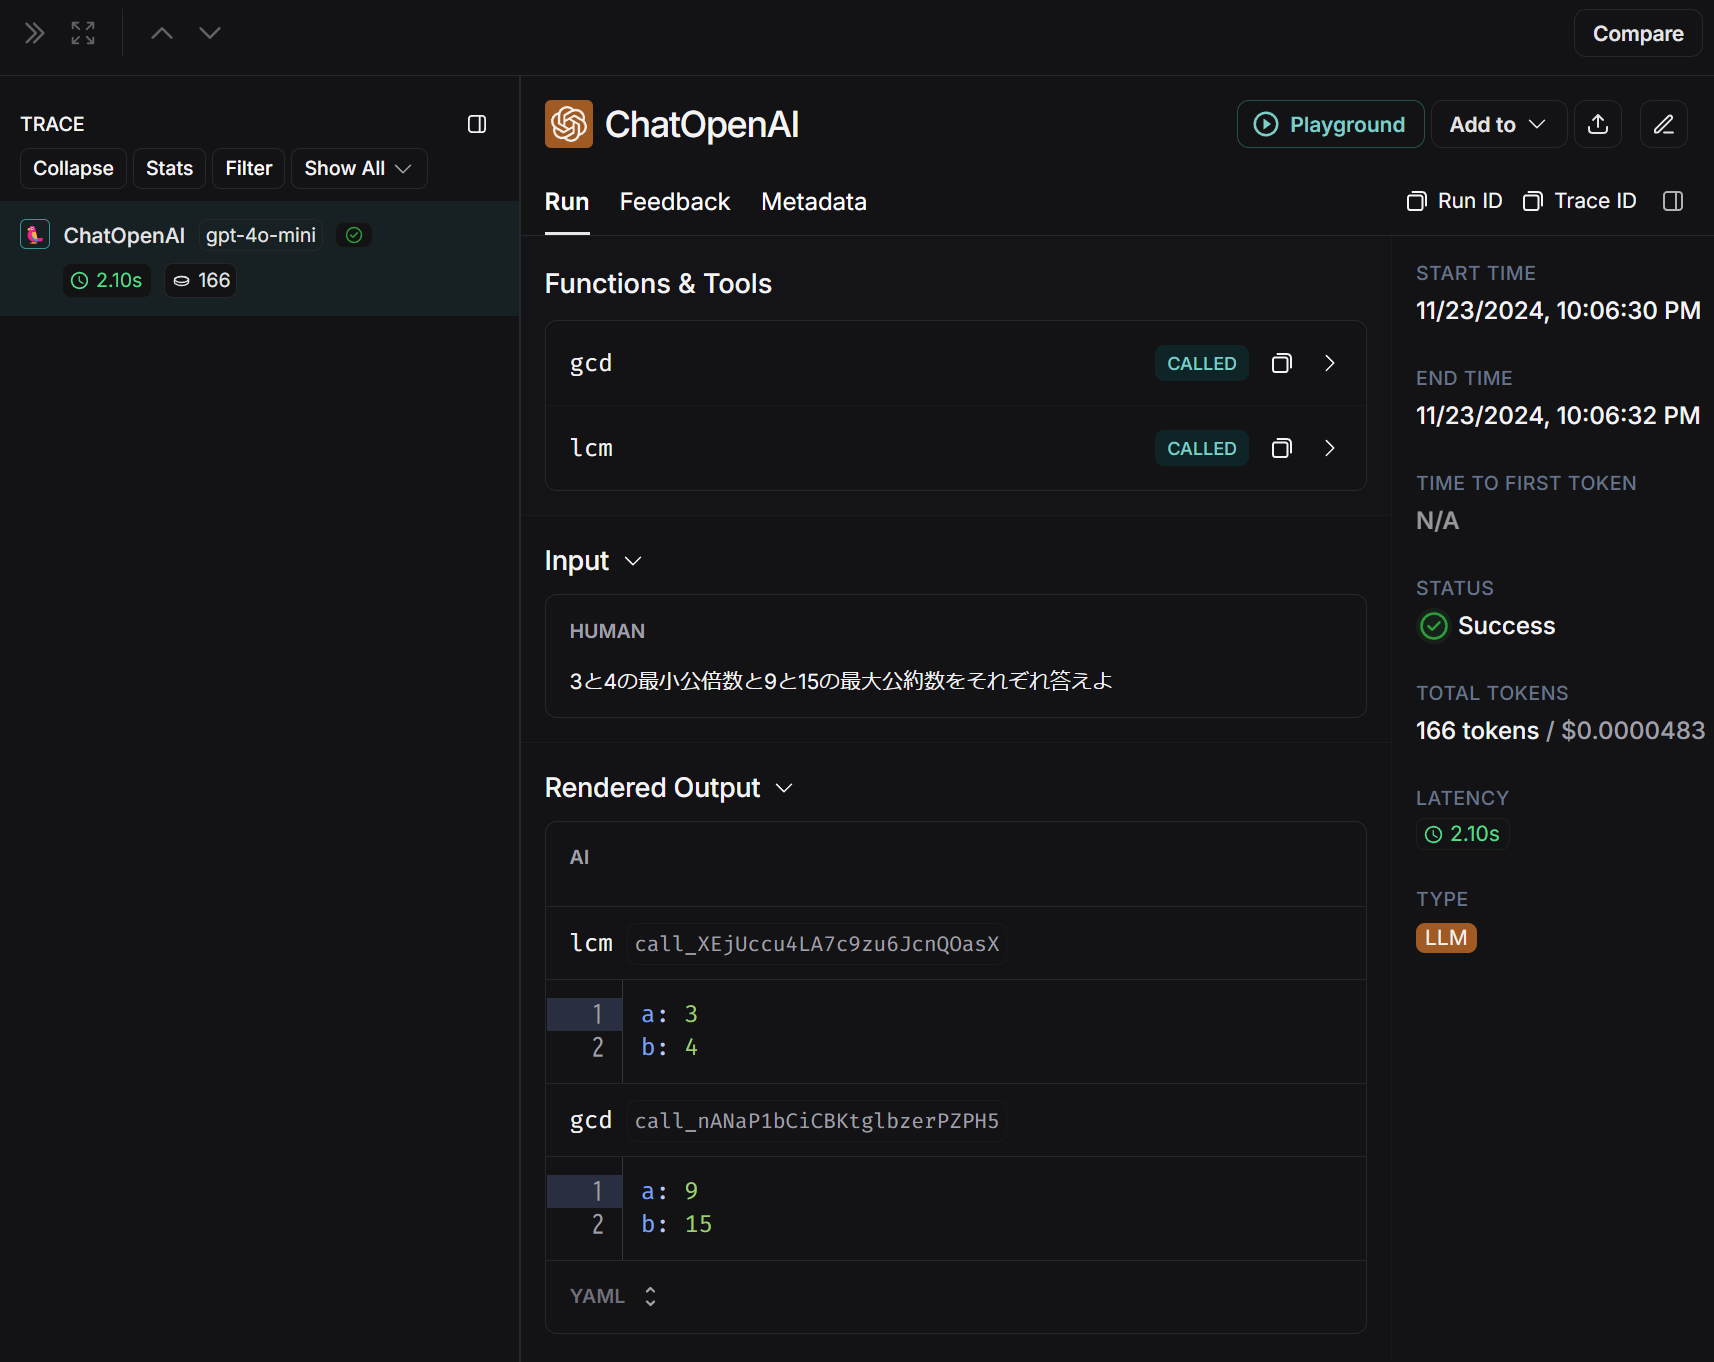 Compare
TRACE
Collapse Stats Filter Show All
ChatOpenAI gpt-4o-mini
2.10s 166
ChatOpenAI
Playground Add to
Run Feedback Metadata
Run ID Trace ID
Functions & Tools
gcd CALLED
lcm CALLED
Input
HUMAN
3と4の最小公倍数と9と15の最大公約数をそれぞれ答えよ
Rendered Output
AI
lcm call_XEjUccu4LA7c9zu6JcnQOasX
1 a: 3
2 b: 4
gcd call_nANaP1bCiCBKtglbzerPZPH5
1 a: 9
2 b: 15
YAML
START TIME
11/23/2024, 10:06:30 PM
END TIME
11/23/2024, 10:06:32 PM
TIME TO FIRST TOKEN
N/A
STATUS
Success
TOTAL TOKENS
166 tokens / $0.0000483
LATENCY
2.10s
TYPE
LLM